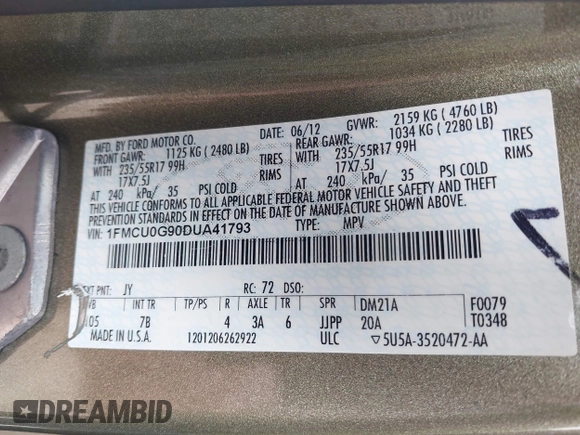 MFD. BY FORD MOTOR CO.
DATE: 06/12 GVWR: 2159 KG ( 4760 LB)
FRONT GAWR: 1125 KG ( 2480 LB) REAR GAWR: 1034 KG ( 2280 LB)
WITH 235/55R17 99H TIRES WITH 235/55R17 99H TIRES
17X7.5J RIMS 17X7.5J RIMS
AT 240 kPa/ 35 PSI COLD AT 240 kPa/ 35 PSI COLD
THIS VEHICLE CONFORMS TO ALL APPLICABLE FEDERAL MOTOR VEHICLE SAFETY AND THEFT
PREVENTION STANDARDS IN EFFECT ON THE DATE OF MANUFACTURE SHOWN ABOVE.
VIN: 1FMCU0G90DUA41793 TYPE: MPV
EXT PNT: JY RC: 72 DSO:
WB INT TR TP/PS R AXLE TR SPR DM21A F0079
105 7B 4 3A 6 JJPP 20A T0348
MADE IN U.S.A. 1201206262922 ULC 5U5A-3520472-AA
DREAMBID